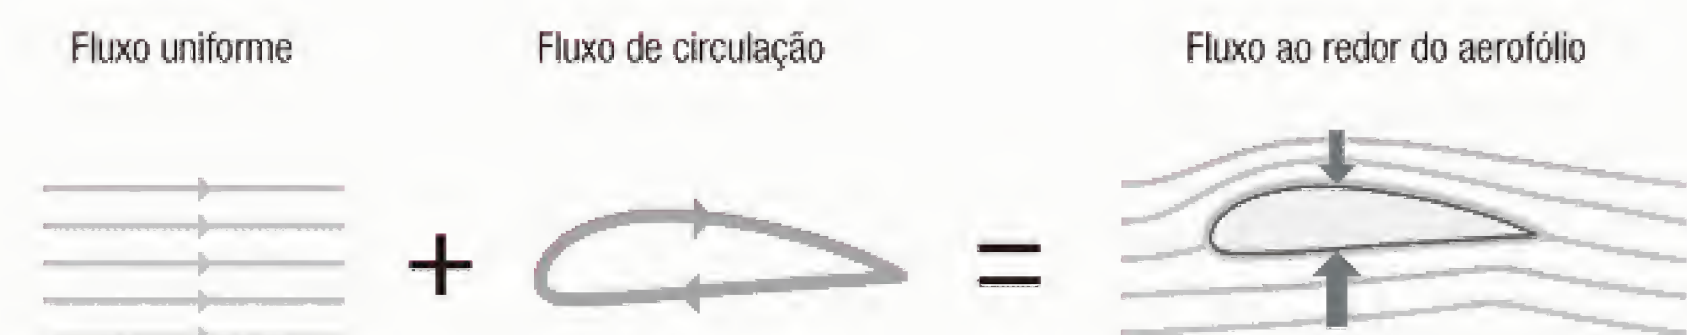 Fluxo uniforme
Fluxo de circulação
Fluxo ao redor do aerofólio
+
=